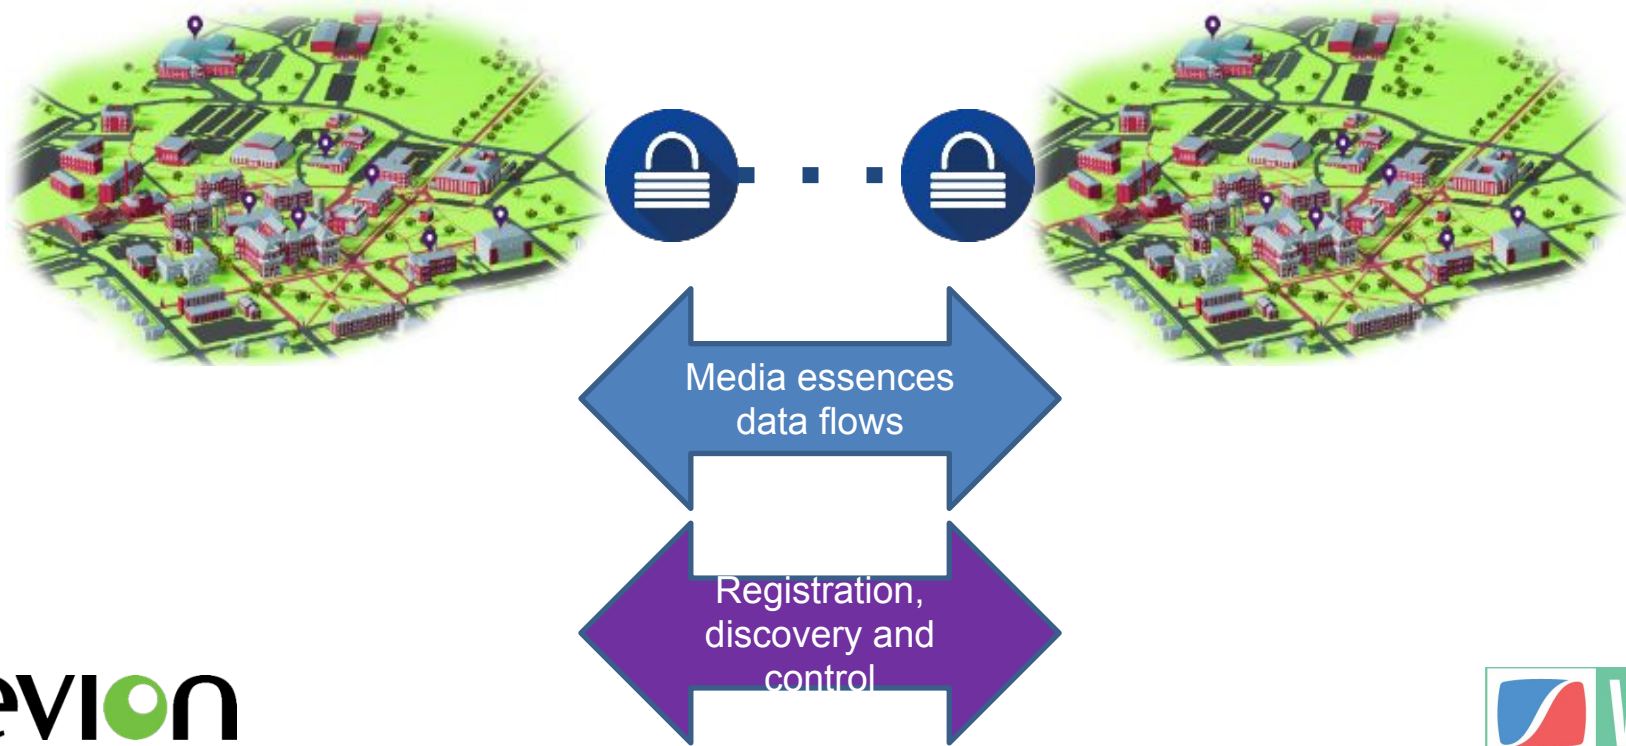 Media essences
data flows
Registration,
discovery and
control
evion